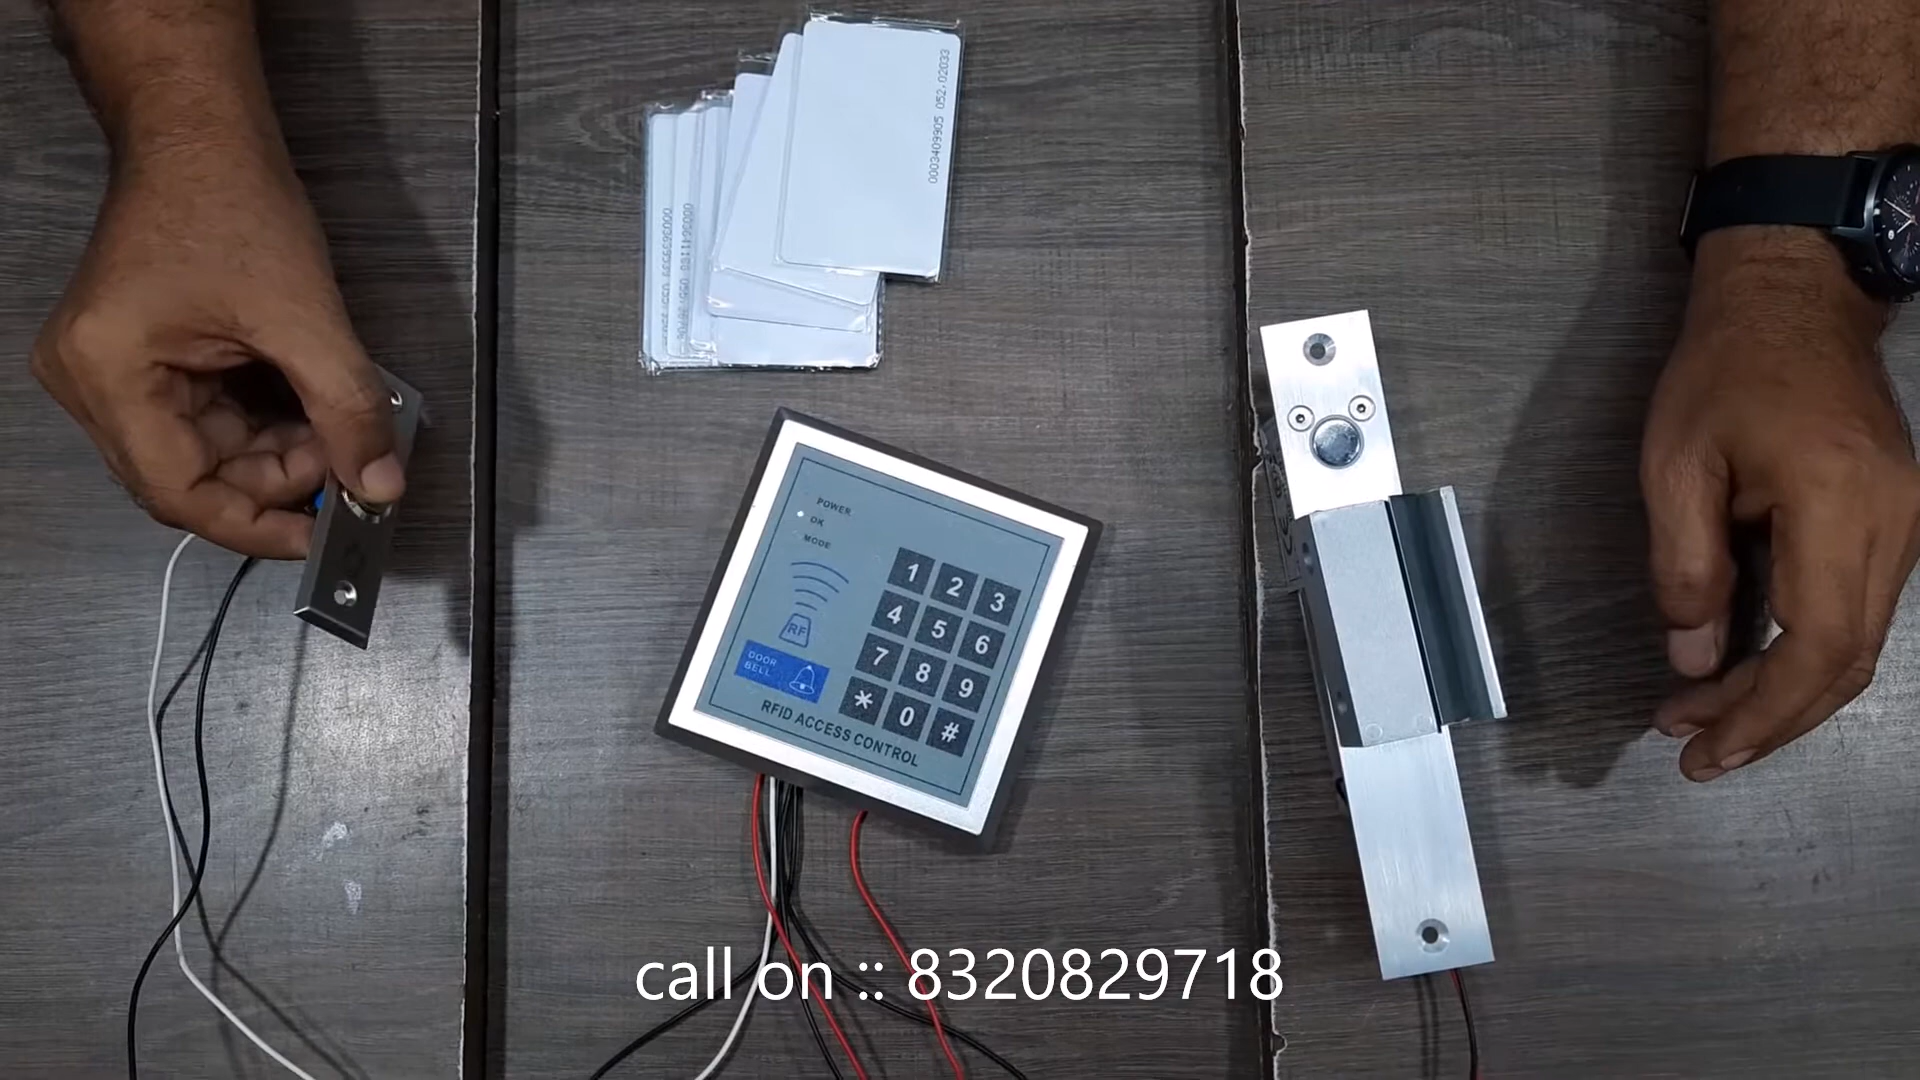 0003409905 052,02033
POWER
OK
MODE
RF
DOOR
BELL
1 2 3
4 5 6
7 8 9
* 0 #
RFID ACCESS CONTROL
call on :: 8320829718